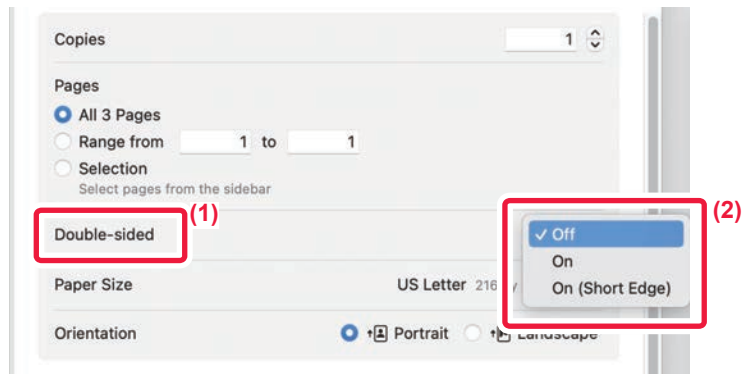 Copies 1
Pages
All 3 Pages
Range from 1 to 1
Selection
Select pages from the sidebar
(1)
(2)
Double-sided
✓ Off
On
On (Short Edge)
Paper Size US Letter
Orientation Portrait Landscape